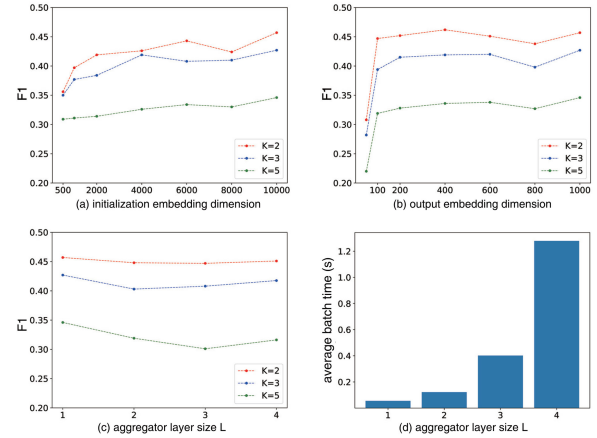 0.50
0.45
0.40
F1
0.35
0.30
0.25
0.20
K=2
K=3
K=5
500 2000 4000 6000 8000 10000
(a) initialization embedding dimension
0.50
0.45
0.40
F1
0.35
0.30
0.25
0.20
K=2
K=3
K=5
100 200 400 600 800 1000
(b) output embedding dimension
0.50
0.45
0.40
F1
0.35
0.30
0.25
0.20
K=2
K=3
K=5
1 2 3 4
(c) aggregator layer size L
average batch time (s)
1.2
1.0
0.8
0.6
0.4
0.2
1 2 3 4
(d) aggregator layer size L